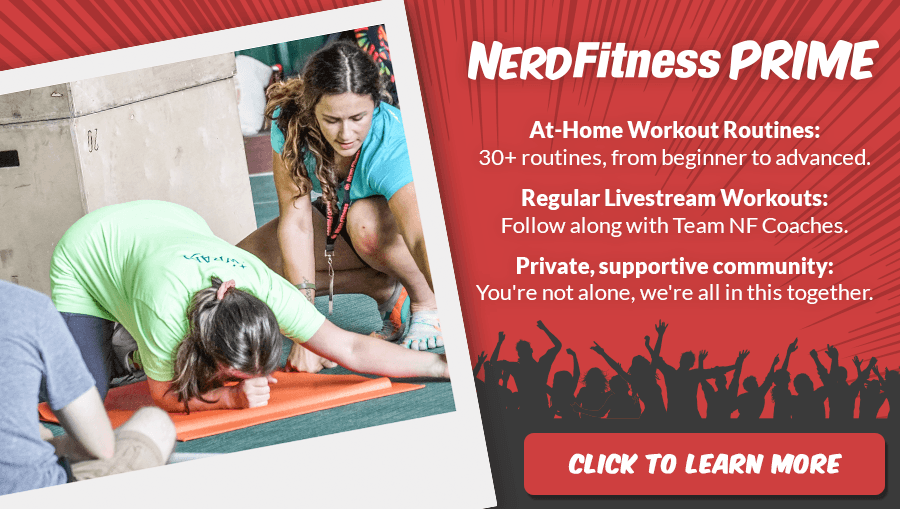 NERDFitness PRIME
At-Home Workout Routines:
30+ routines, from beginner to advanced.
Regular Livestream Workouts:
Follow along with Team NF Coaches.
Private, supportive community:
You're not alone, we're all in this together.
CLICK TO LEARN MORE